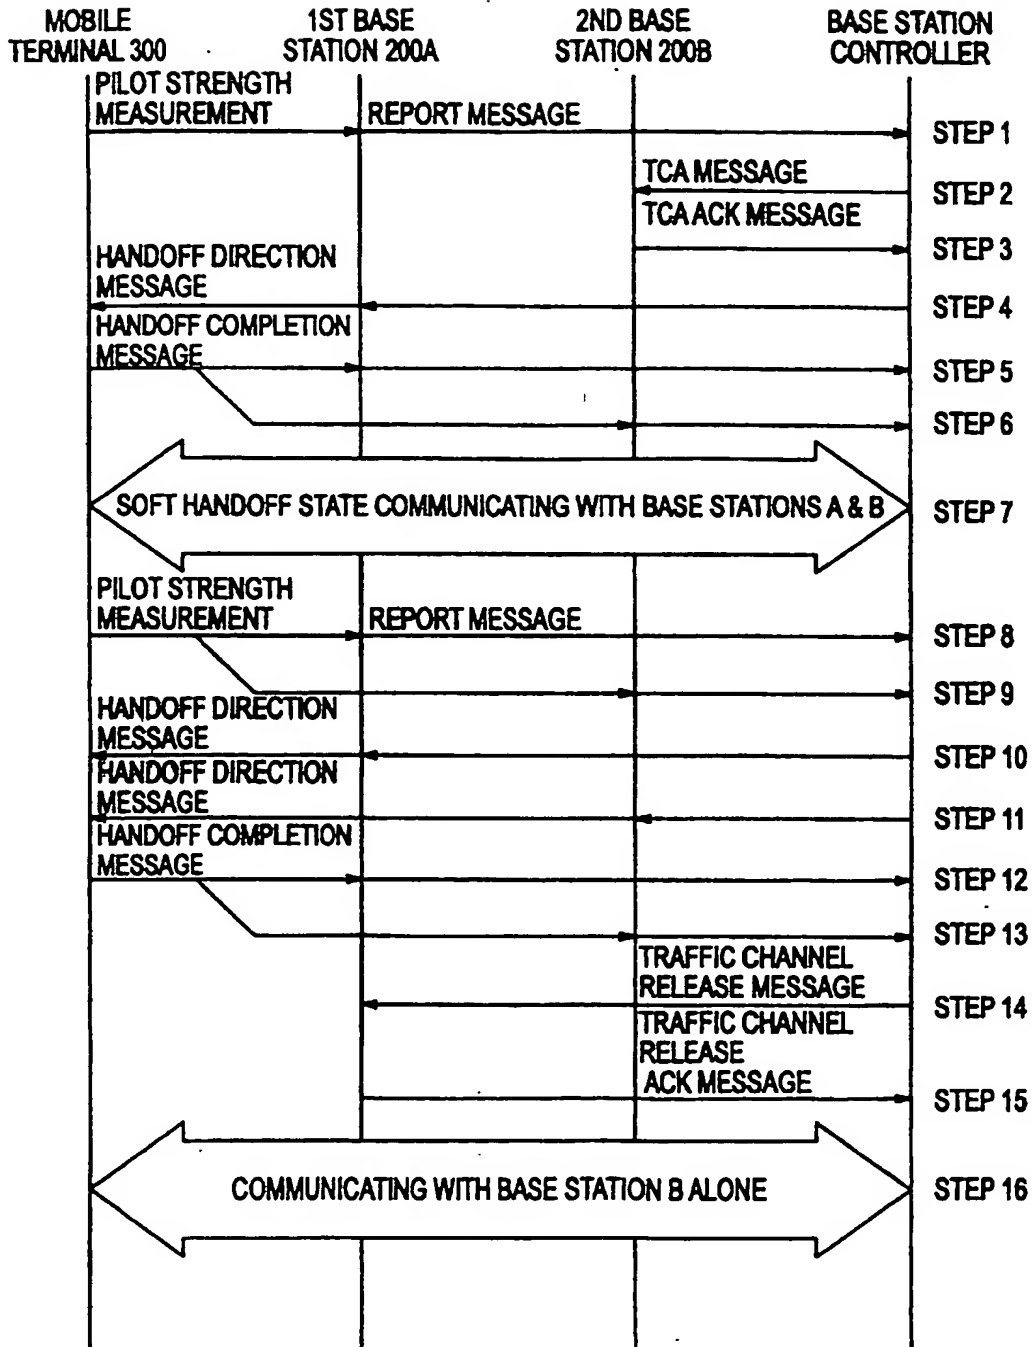 MOBILE
TERMINAL 300
1ST BASE
STATION 200A
2ND BASE
STATION 200B
BASE STATION
CONTROLLER
PILOT STRENGTH
MEASUREMENT
REPORT MESSAGE
STEP 1
TCA MESSAGE
STEP 2
TCA ACK MESSAGE
STEP 3
HANDOFF DIRECTION
MESSAGE
STEP 4
HANDOFF COMPLETION
MESSAGE
STEP 5
STEP 6
SOFT HANDOFF STATE COMMUNICATING WITH BASE STATIONS A & B
STEP 7
PILOT STRENGTH
MEASUREMENT
REPORT MESSAGE
STEP 8
STEP 9
HANDOFF DIRECTION
MESSAGE
STEP 10
HANDOFF DIRECTION
MESSAGE
STEP 11
HANDOFF COMPLETION
MESSAGE
STEP 12
STEP 13
TRAFFIC CHANNEL
RELEASE MESSAGE
STEP 14
TRAFFIC CHANNEL
RELEASE
ACK MESSAGE
STEP 15
COMMUNICATING WITH BASE STATION B ALONE
STEP 16